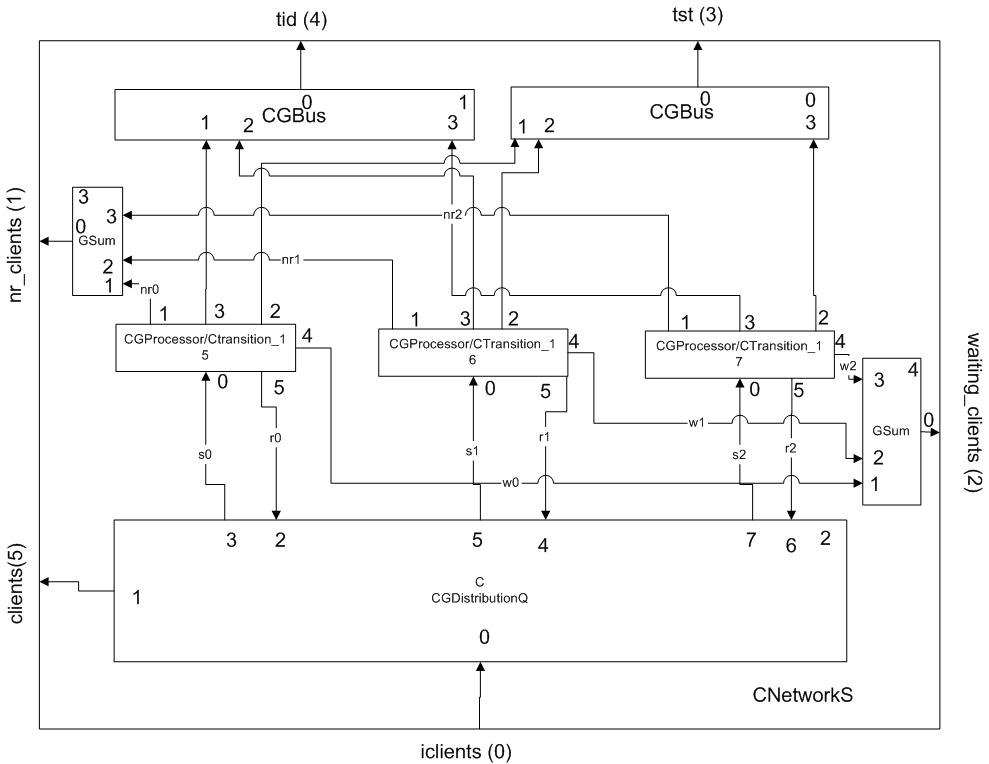 tid (4)
tst (3)
0
1
CGBus
1
2
3
0
0
CGBus
1
2
3
nr_clients (1)
3
3
0
GSum
2
1
nr2
nr1
nr0
1
3
2
CGProcessor/Ctransition_1
5
4
0
5
1
3
2
CGProcessor/CTransition_1
6
4
0
5
1
3
2
CGProcessor/CTransition_1
7
4
0
5
w2
3
4
GSum
0
2
1
waiting_clients (2)
w1
w0
s0
r0
s1
r1
s2
r2
3
2
5
4
7
6
2
clients(5)
1
C
CGDistributionQ
0
CNetworkS
iclients (0)